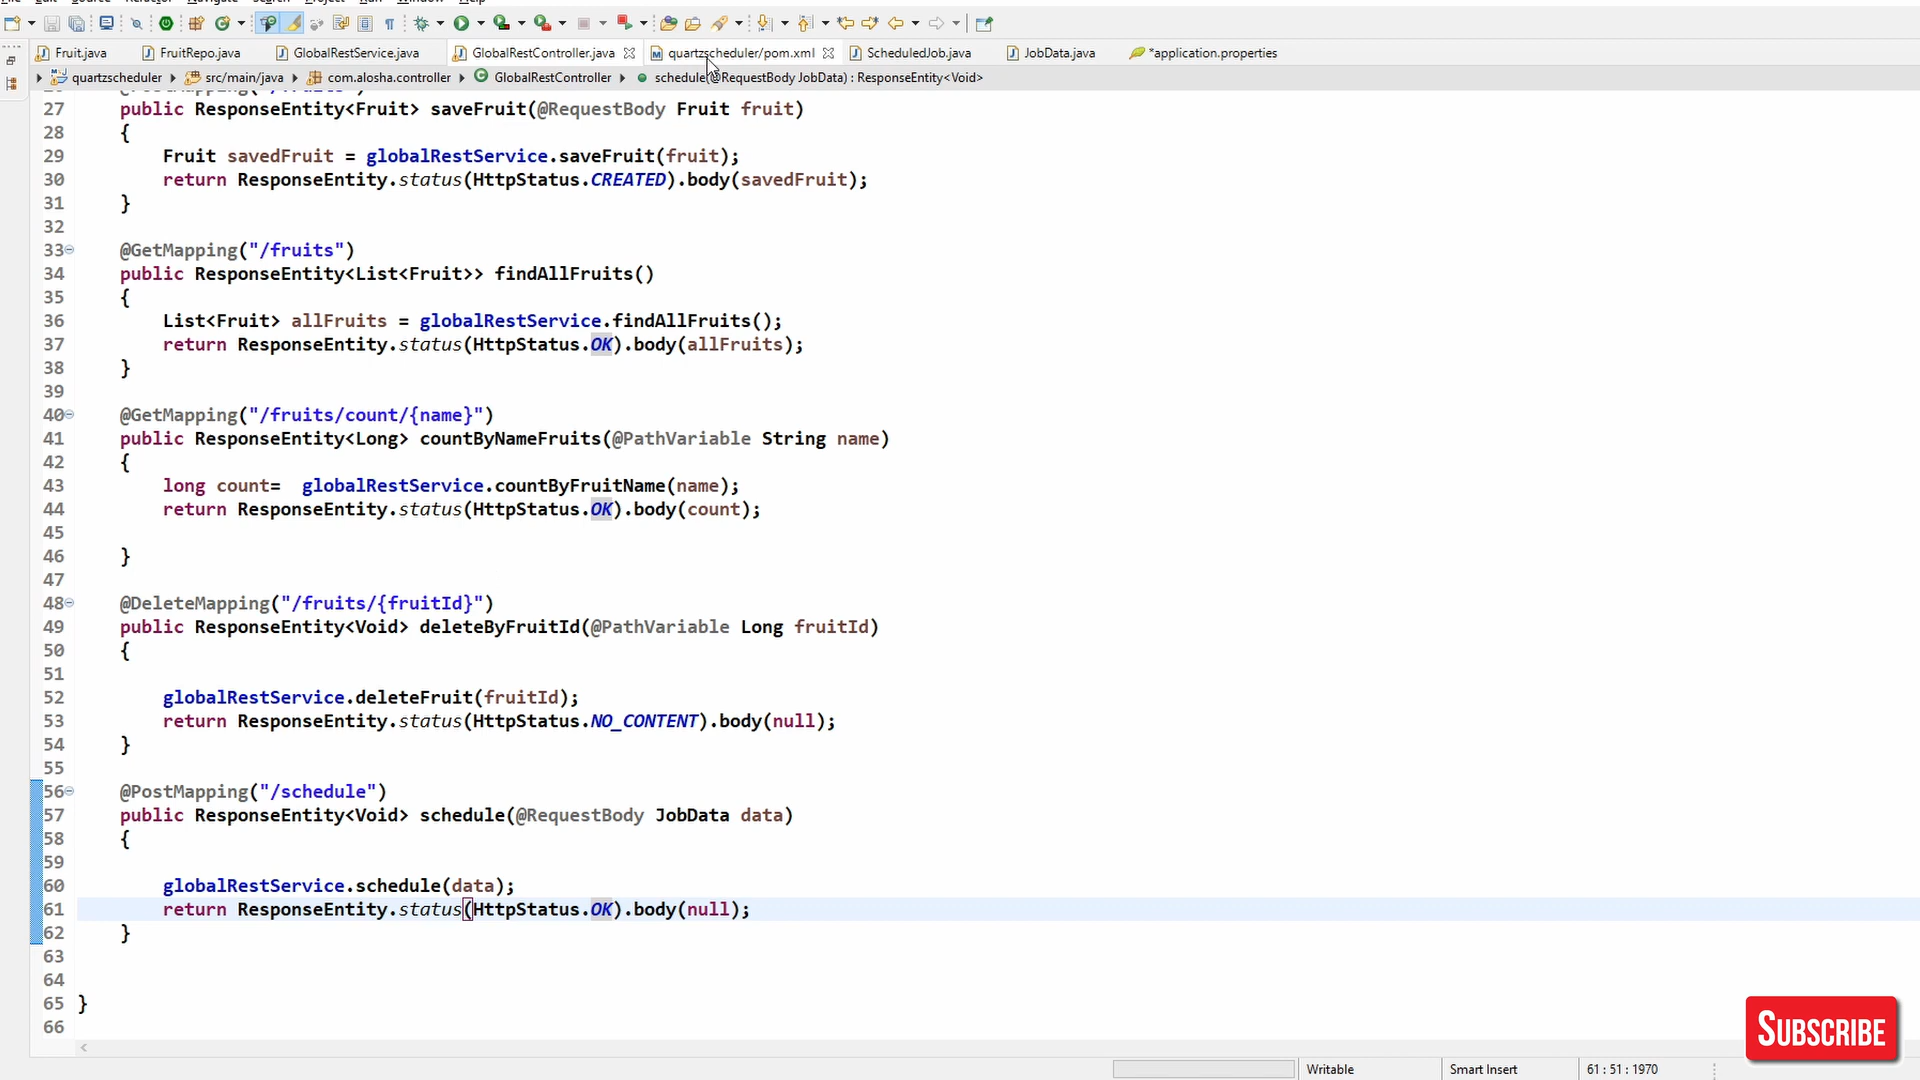 Fruit.java FruitRepo.java GlobalRestService.java GlobalRestController.java quartzscheduler/pom.xml ScheduledJob.java JobData.java *application.properties
quartzscheduler src/main/java com.alosha.controller GlobalRestController schedule(@RequestBody JobData) : ResponseEntity<Void>
27 public ResponseEntity<Fruit> saveFruit(@RequestBody Fruit fruit)
28 {
29 Fruit savedFruit = globalRestService.saveFruit(fruit);
30 return ResponseEntity.status(HttpStatus.CREATED).body(savedFruit);
31 }
32
33 @GetMapping("/fruits")
34 public ResponseEntity<List<Fruit>> findAllFruits()
35 {
36 List<Fruit> allFruits = globalRestService.findAllFruits();
37 return ResponseEntity.status(HttpStatus.OK).body(allFruits);
38 }
39
40 @GetMapping("/fruits/count/{name}")
41 public ResponseEntity<Long> countByNameFruits(@PathVariable String name)
42 {
43 long count= globalRestService.countByFruitName(name);
44 return ResponseEntity.status(HttpStatus.OK).body(count);
45
46 }
47
48 @DeleteMapping("/fruits/{fruitId}")
49 public ResponseEntity<Void> deleteByFruitId(@PathVariable Long fruitId)
50 {
51
52 globalRestService.deleteFruit(fruitId);
53 return ResponseEntity.status(HttpStatus.NO_CONTENT).body(null);
54 }
55
56 @PostMapping("/schedule")
57 public ResponseEntity<Void> schedule(@RequestBody JobData data)
58 {
59
60 globalRestService.schedule(data);
61 return ResponseEntity.status(HttpStatus.OK).body(null);
62 }
63
64
65 }
66
SUBSCRIBE
Writable Smart Insert 61 : 51 : 1970